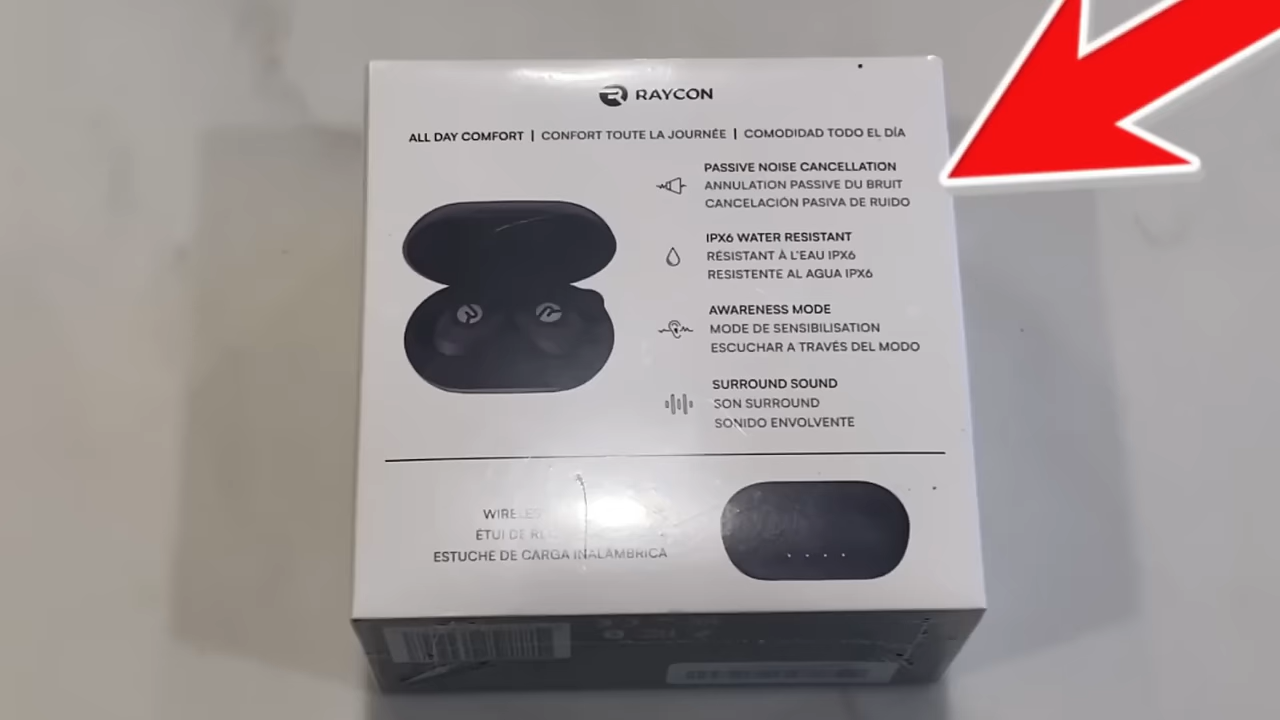 RAYCON
ALL DAY COMFORT | CONFORT TOUTE LA JOURNÉE | COMODIDAD TODO EL DÍA
PASSIVE NOISE CANCELLATION
ANNULATION PASSIVE DU BRUIT
CANCELACIÓN PASIVA DE RUIDO
IPX6 WATER RESISTANT
RÉSISTANT À L'EAU IPX6
RESISTENTE AL AGUA IPX6
AWARENESS MODE
MODE DE SENSIBILISATION
ESCUCHAR A TRAVÉS DEL MODO
SURROUND SOUND
SON SURROUND
SONIDO ENVOLVENTE
ÉTUI DE
ESTUCHE DE CARGA INALÁMBRICA